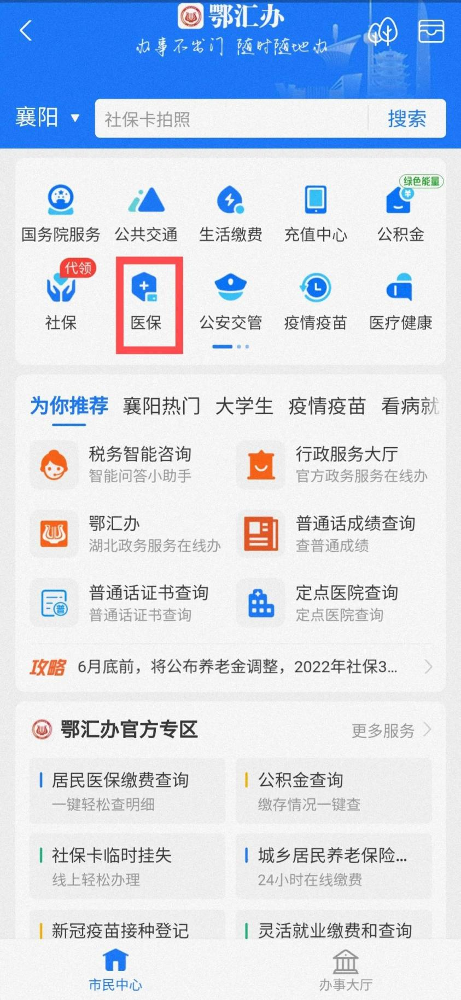 鄂汇办
办事不出门 随时随地办
襄阳 社保卡拍照 搜索
绿色能量
国务院服务 公共交通 生活缴费 充值中心 公积金
代领
社保 医保 公安交管 疫情疫苗 医疗健康
为你推荐 襄阳热门 大学生 疫情疫苗 看病就
税务智能咨询 行政服务大厅
智能问答小助手 官方政务服务在线办
鄂汇办 普通话成绩查询
湖北政务服务在线办 查普通成绩
普通话证书查询 定点医院查询
普通话证书查询 定点医院查询
攻略 6月底前，将公布养老金调整，2022年社保3...
鄂汇办官方专区 更多服务
居民医保缴费查询 公积金查询
一键轻松查明细 缴存情况一键查
社保卡临时挂失 城乡居民养老保险...
线上轻松办理 24小时在线缴费
新冠疫苗接种登记 灵活就业缴费和查询
市民中心 办事大厅